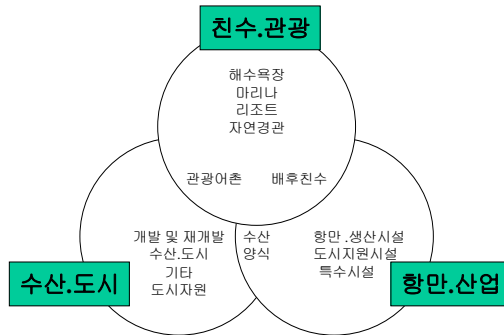 친수.관광
해수욕장
마리나
리조트
자연경관
관광어촌
배후친수
개발 및 재개발
수산.도시
기타
도시자원
수산
양식
항만 .생산시설
도시지원시설
특수시설
수산.도시
항만.산업